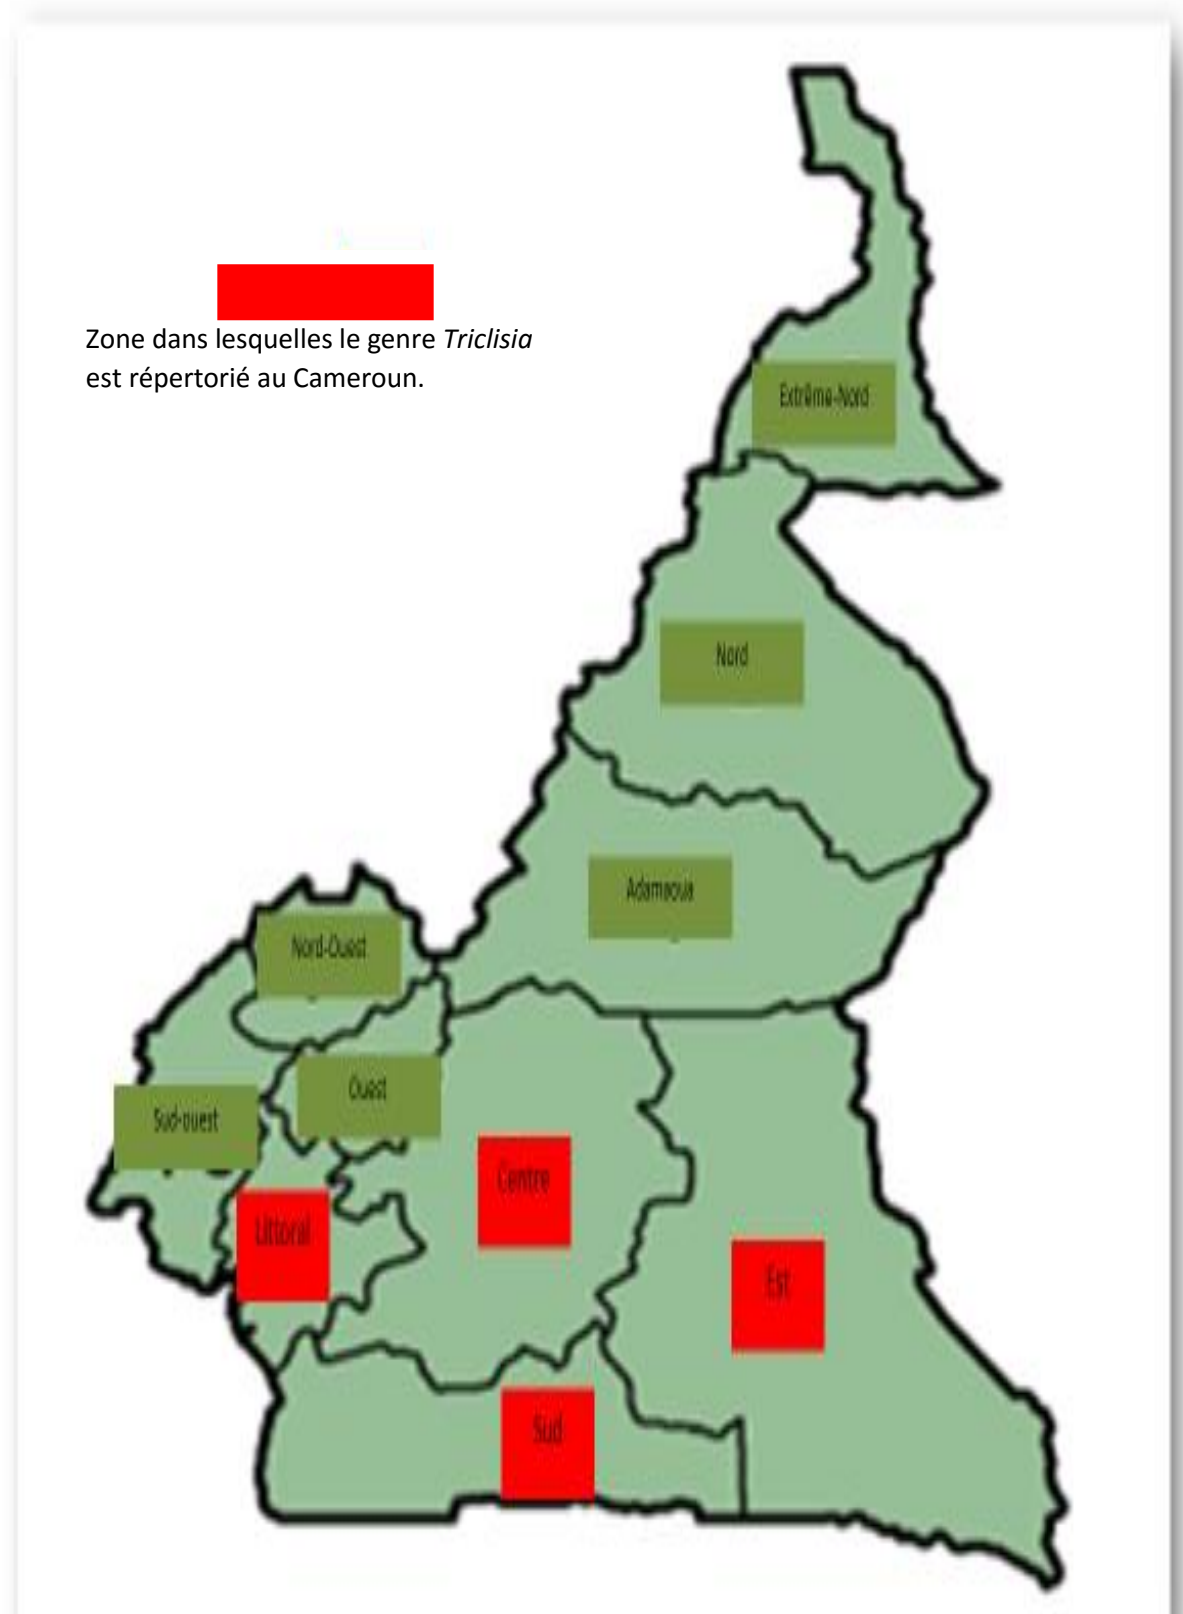 Zone dans lesquelles le genre Triclisia
est répertorié au Cameroun.
Extrême-Nord
Nord
Adamaoua
Nord-Ouest
Ouest
Sud-ouest
Centre
Littoral
Est
Sud